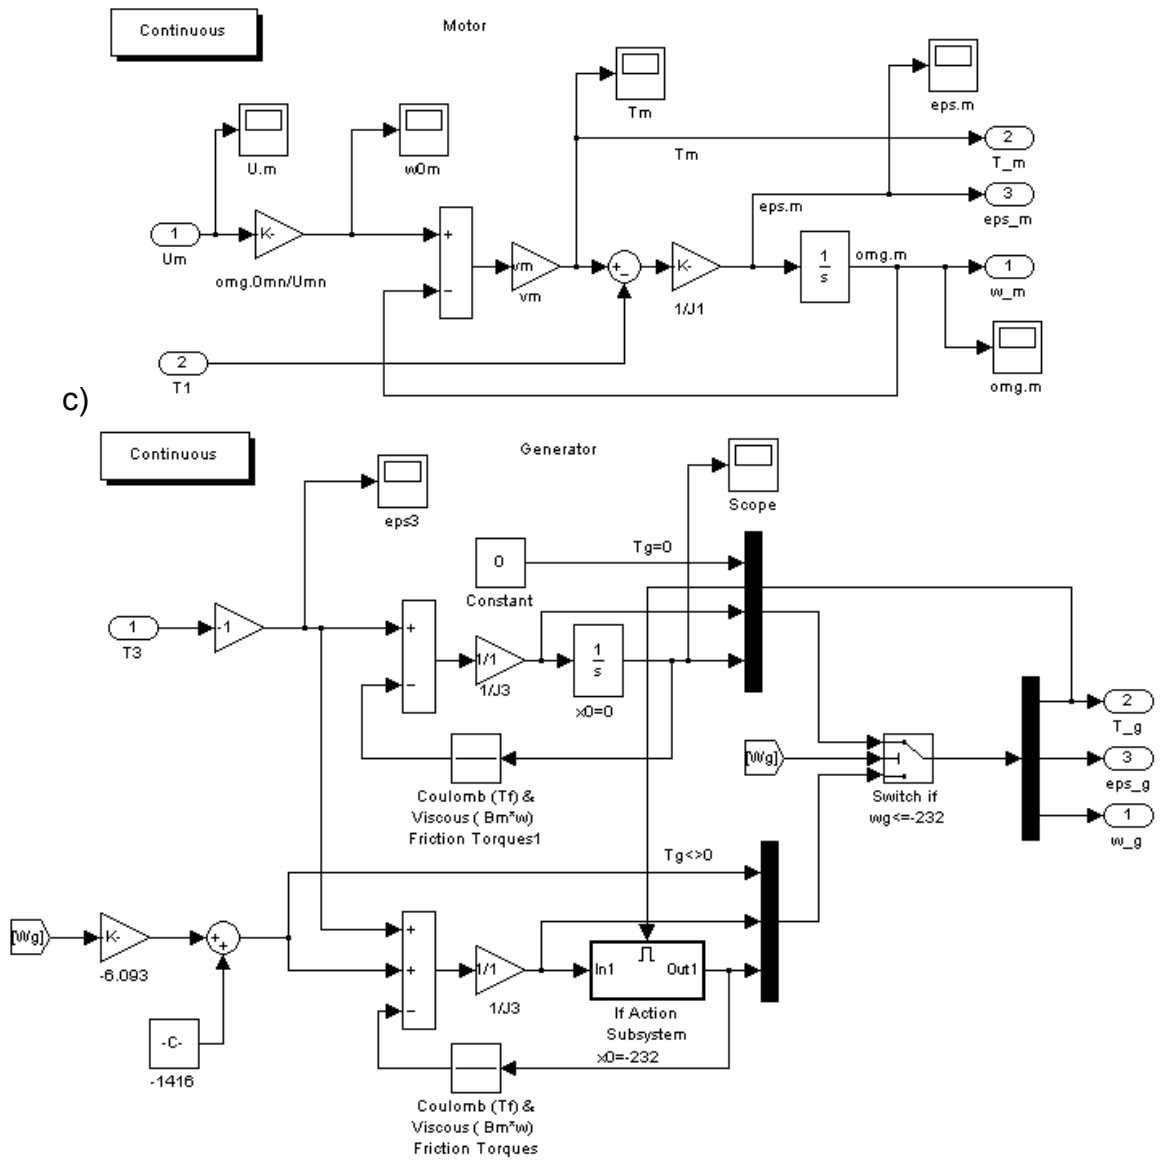 Continuous
Motor
Tm
eps.m
U.m
w0m
2
T_m
Tm
3
eps_m
eps.m
1
Um
K-
omg.0mn/Umn
+
−
vm
vm
+
−
K-
1/J1
1
s
omg.m
1
w_m
omg.m
2
T1
c)
Continuous
Generator
eps3
Scope
0
Constant
Tg=0
1
T3
-1
+
−
1/1
1/J3
1
s
x0=0
2
T_g
[Wg]
3
eps_g
Switch if
wg<=-232
1
w_g
Coulomb (Tf) &
Viscous ( Bm*w)
Friction Torques1
Tg<>0
[Wg]
K-
-6.093
+
+
-C-
-1416
+
+
−
1/1
1/J3
In1
Out1
If Action
Subsystem
x0=-232
Coulomb (Tf) &
Viscous ( Bm*w)
Friction Torques